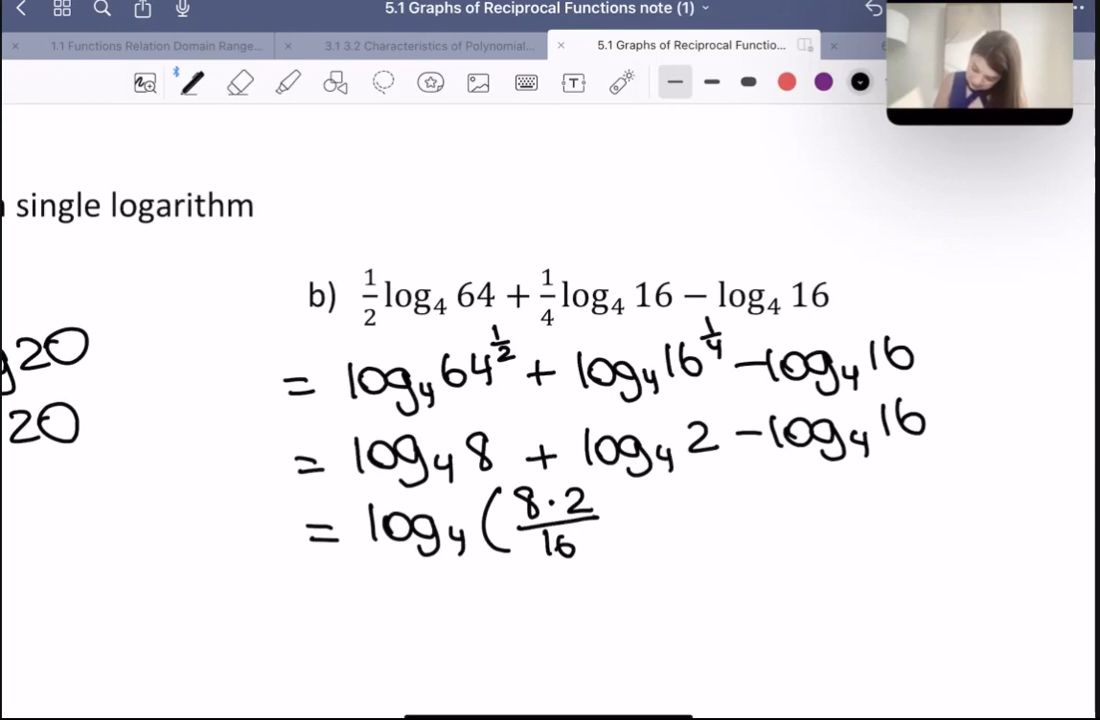 5.1 Graphs of Reciprocal Functions note (1)
1.1 Functions Relation Domain Range...
3.1 3.2 Characteristics of Polynomial...
5.1 Graphs of Reciprocal Functio...
single logarithm
b) 1/2 log₄ 64 + 1/4 log₄ 16 − log₄ 16
20
= log₄ 64^(1/2) + log₄ 16^(1/4) − log₄ 16
20
= log₄ 8 + log₄ 2 − log₄ 16
= log₄ (8·2/16